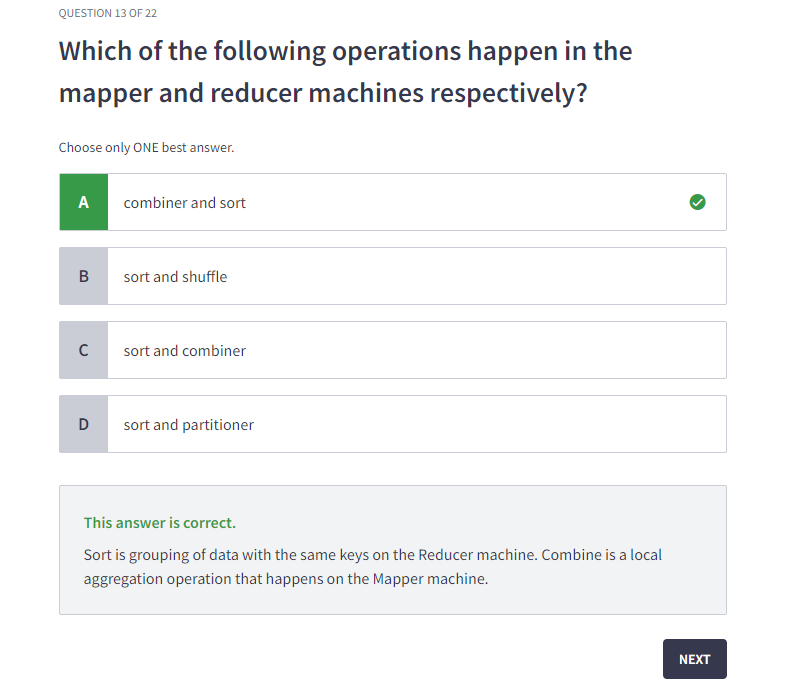 QUESTION 13 OF 22
Which of the following operations happen in the
mapper and reducer machines respectively?
Choose only ONE best answer.
A combiner and sort
B sort and shuffle
C sort and combiner
D sort and partitioner
This answer is correct.
Sort is grouping of data with the same keys on the Reducer machine. Combine is a local
aggregation operation that happens on the Mapper machine.
NEXT